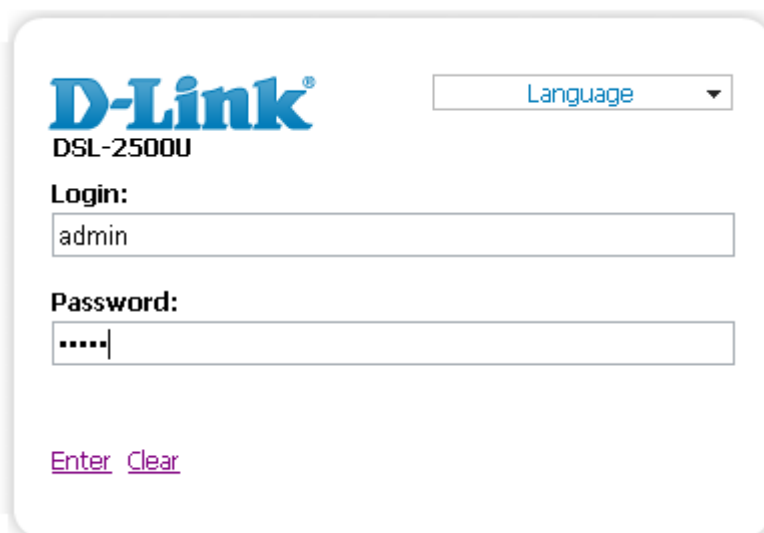 D-Link®
Language
DSL-2500U
Login:
admin
Password:
•••••
Enter Clear